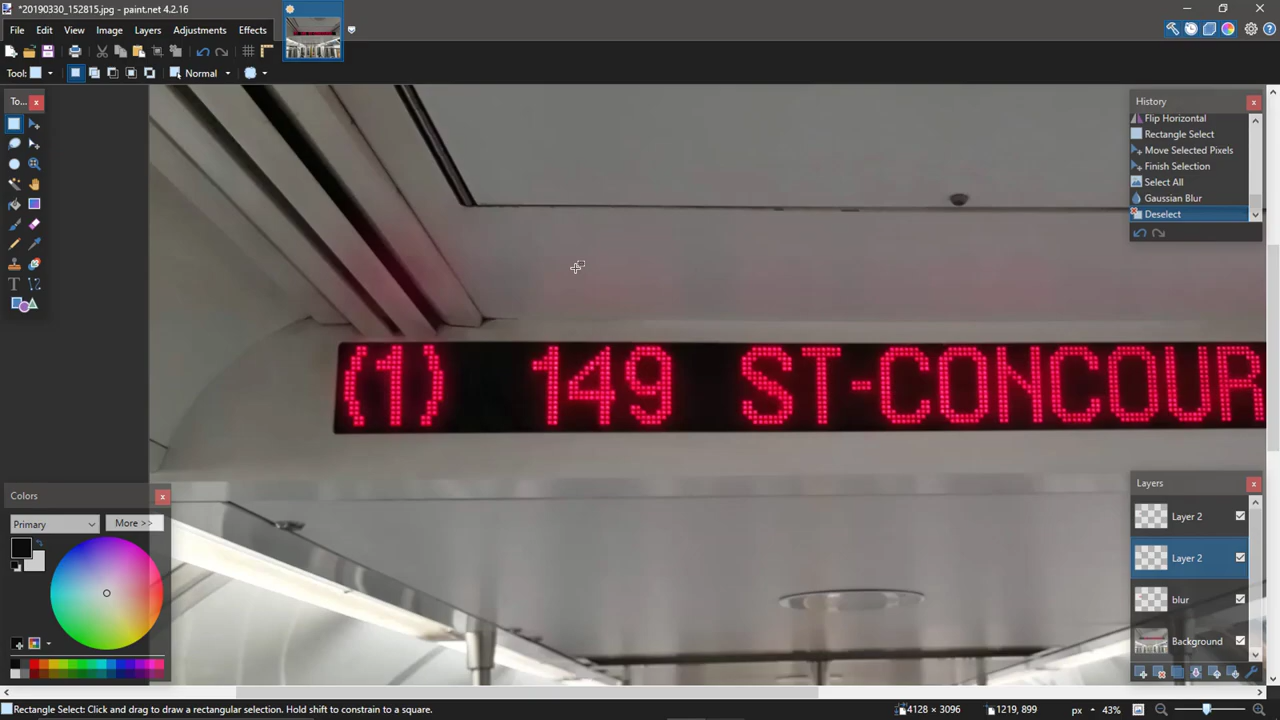 *20190330_152815.jpg - paint.net 4.2.16
File Edit View Image Layers Adjustments Effects
Tool: Normal
To...
History
Flip Horizontal
Rectangle Select
Move Selected Pixels
Finish Selection
Select All
Gaussian Blur
Deselect
(1) 149 ST-CONCOUR
Colors
Primary More >>
Layers
Layer 2
Layer 2
blur
Background
Rectangle Select: Click and drag to draw a rectangular selection. Hold shift to constrain to a square. 4128 × 3096 1219, 899 px 43%